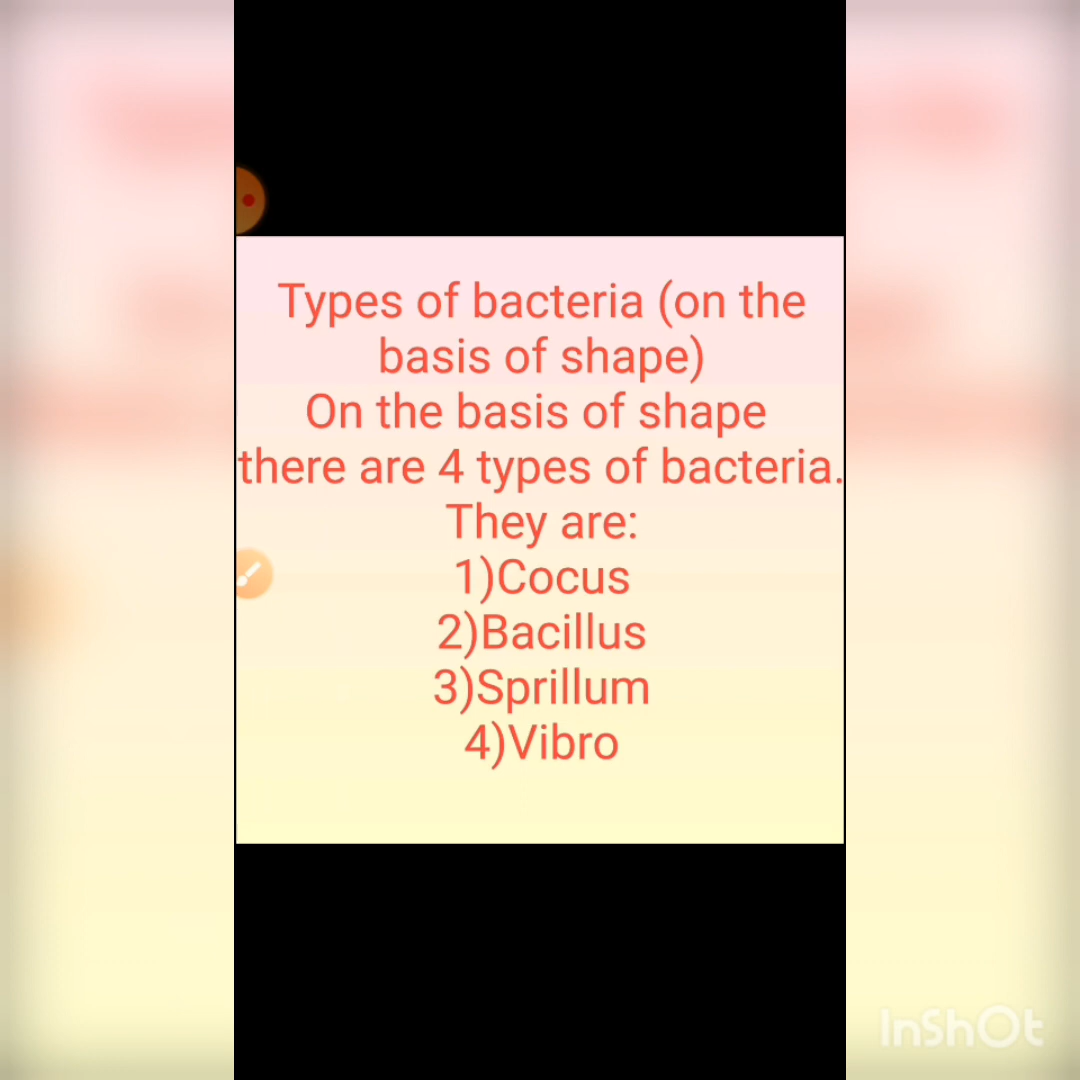 Types of bacteria (on the
basis of shape)
On the basis of shape
there are 4 types of bacteria.
They are:
1)Cocus
2)Bacillus
3)Sprillum
4)Vibro
InShOt